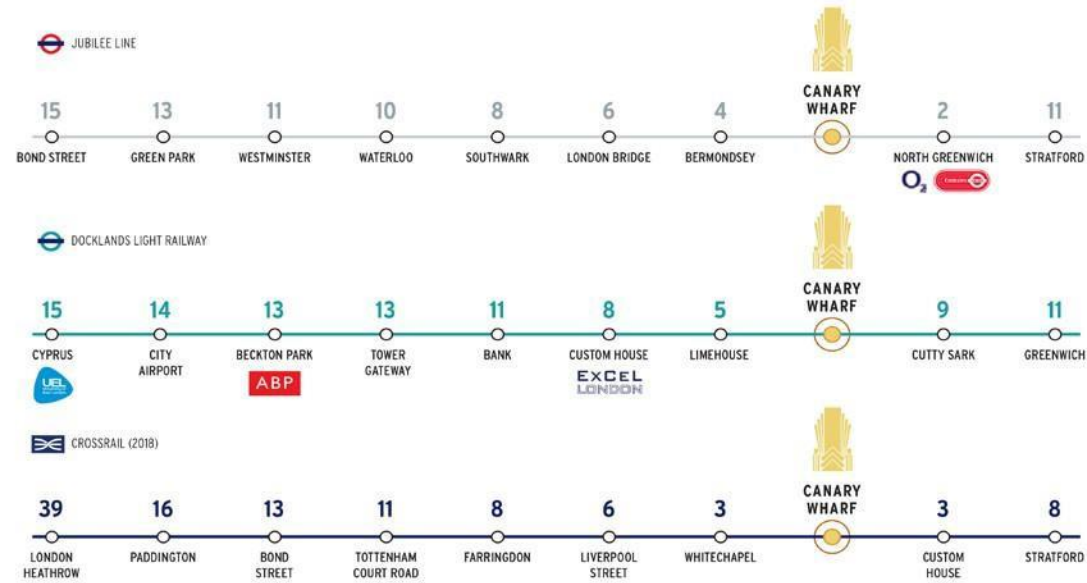 JUBILEE LINE
CANARY
WHARF
15 13 11 10 8 6 4 2 11
BOND STREET GREEN PARK WESTMINSTER WATERLOO SOUTHWARK LONDON BRIDGE BERMONDSEY NORTH GREENWICH STRATFORD
O2
DOCKLANDS LIGHT RAILWAY
CANARY
WHARF
15 14 13 13 11 8 5 9 11
CYPRUS CITY BECKTON PARK TOWER BANK CUSTOM HOUSE LIMEHOUSE CUTTY SARK GREENWICH
AIRPORT GATEWAY
UEL ABP EXCEL
LONDON
CROSSRAIL (2018)
CANARY
WHARF
39 16 13 11 8 6 3 3 8
LONDON PADDINGTON BOND TOTTENHAM FARRINGDON LIVERPOOL WHITECHAPEL CUSTOM STRATFORD
HEATHROW STREET COURT ROAD STREET HOUSE